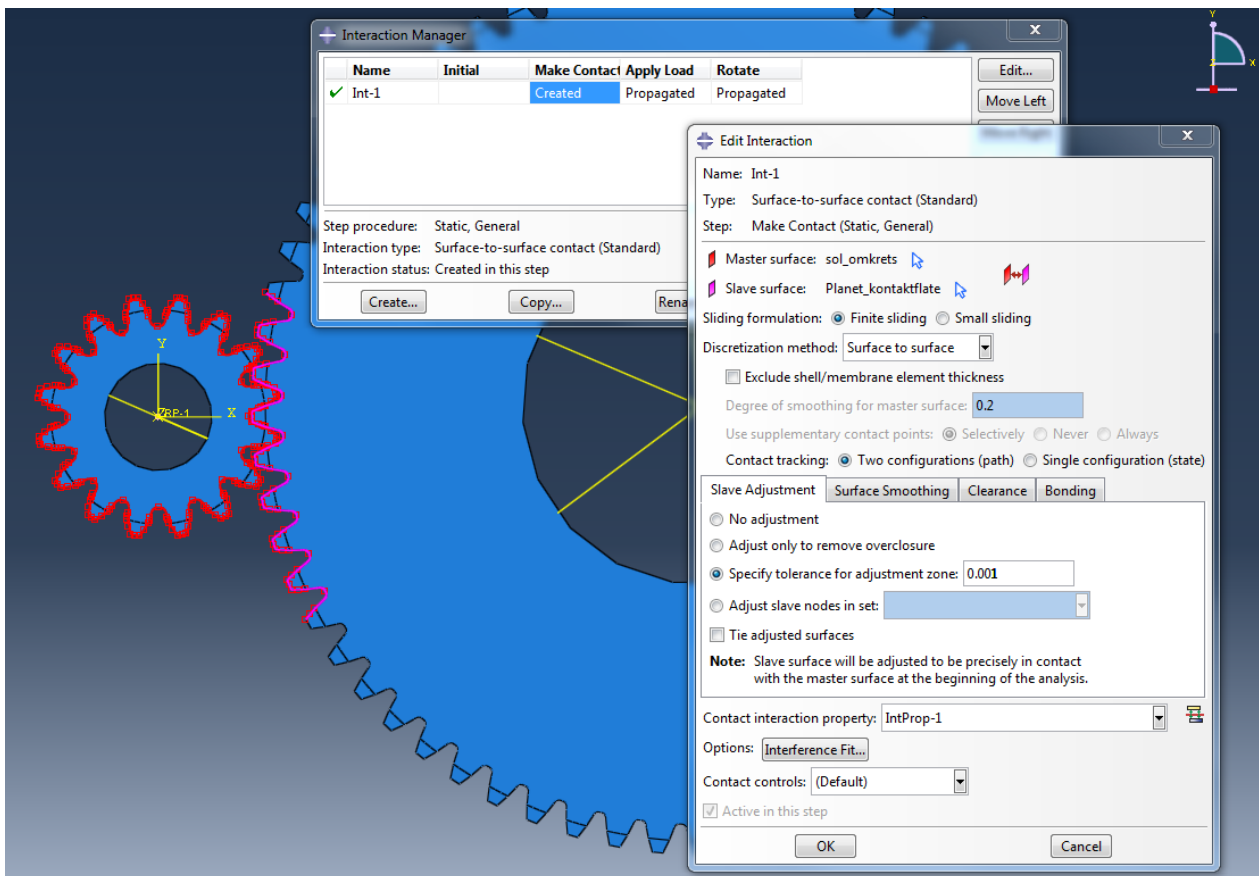 Interaction Manager
Name Initial Make Contact Apply Load Rotate
Int-1 Created Propagated Propagated
Edit...
Move Left
Step procedure: Static, General
Interaction type: Surface-to-surface contact (Standard)
Interaction status: Created in this step
Create... Copy... Rena
Edit Interaction
Name: Int-1
Type: Surface-to-surface contact (Standard)
Step: Make Contact (Static, General)
Master surface: sol_omkrets
Slave surface: Planet_kontaktflate
Sliding formulation: Finite sliding Small sliding
Discretization method: Surface to surface
Exclude shell/membrane element thickness
Degree of smoothing for master surface: 0.2
Use supplementary contact points: Selectively Never Always
Contact tracking: Two configurations (path) Single configuration (state)
Slave Adjustment Surface Smoothing Clearance Bonding
No adjustment
Adjust only to remove overclosure
Specify tolerance for adjustment zone: 0.001
Adjust slave nodes in set:
Tie adjusted surfaces
Note: Slave surface will be adjusted to be precisely in contact
with the master surface at the beginning of the analysis.
Contact interaction property: IntProp-1
Options: Interference Fit...
Contact controls: (Default)
Active in this step
OK Cancel
Y
Z X
Y
RP-1 X